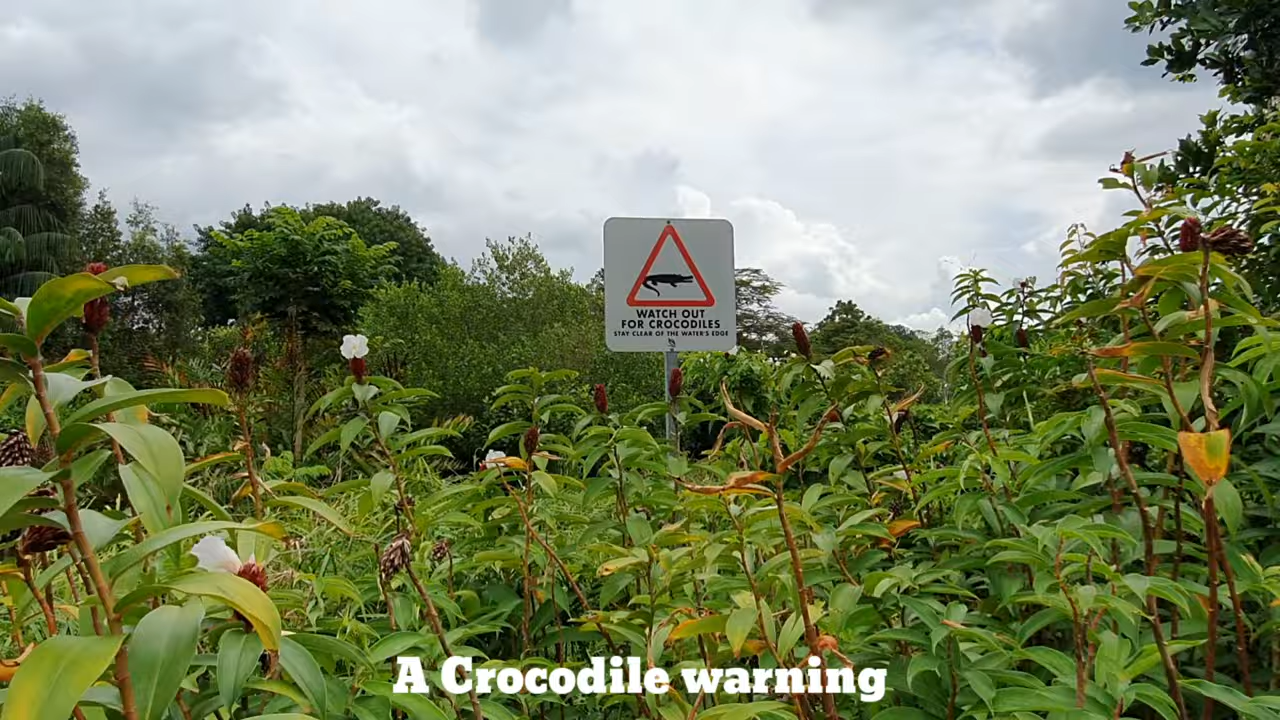 WATCH OUT
FOR CROCODILES
STAY CLEAR OF THE WATER'S EDGE
A Crocodile warning